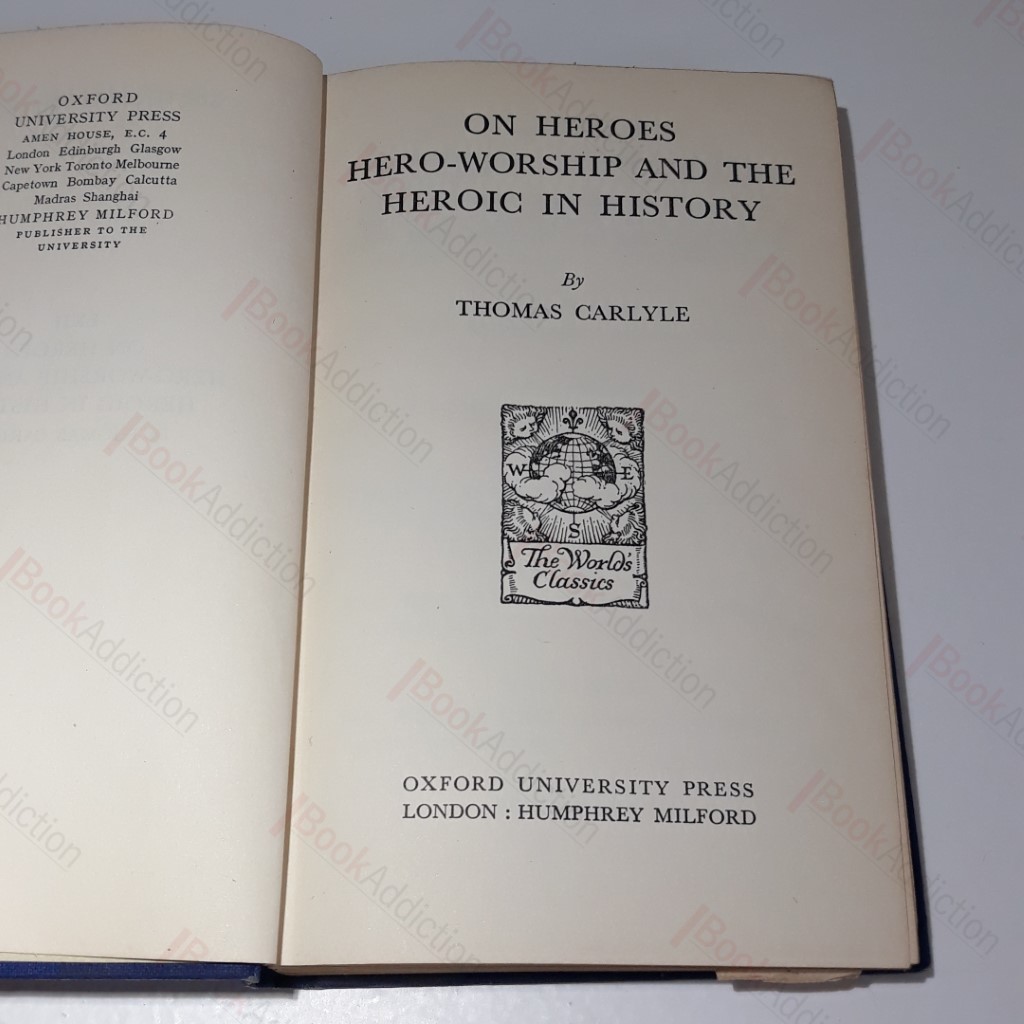 OXFORD
UNIVERSITY PRESS
AMEN HOUSE, E.C. 4
London Edinburgh Glasgow
New York Toronto Melbourne
Capetown Bombay Calcutta
Madras Shanghai
HUMPHREY MILFORD
PUBLISHER TO THE
UNIVERSITY
ON HEROES
HERO-WORSHIP AND THE
HEROIC IN HISTORY
By
THOMAS CARLYLE
W E
S
The World's
Classics
OXFORD UNIVERSITY PRESS
LONDON : HUMPHREY MILFORD
BookAddiction